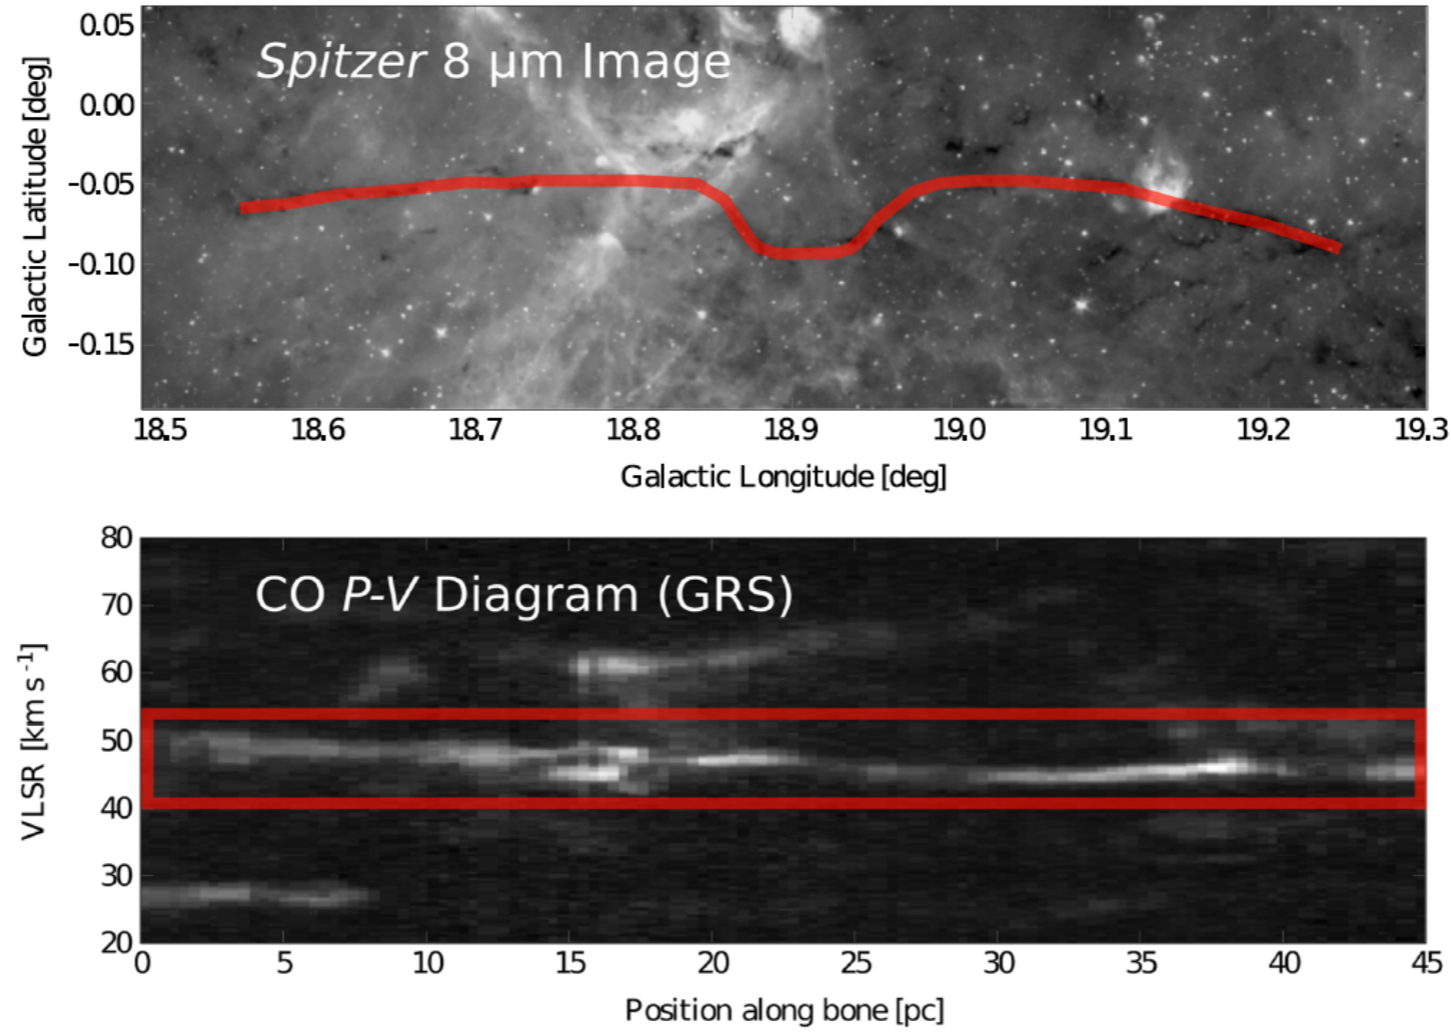 Spitzer 8 μm Image
Galactic Latitude [deg]
0.05
0.00
-0.05
-0.10
-0.15
18.5 18.6 18.7 18.8 18.9 19.0 19.1 19.2 19.3
Galactic Longitude [deg]
CO P-V Diagram (GRS)
VLSR [km s⁻¹]
80
70
60
50
40
30
20
0 5 10 15 20 25 30 35 40 45
Position along bone [pc]